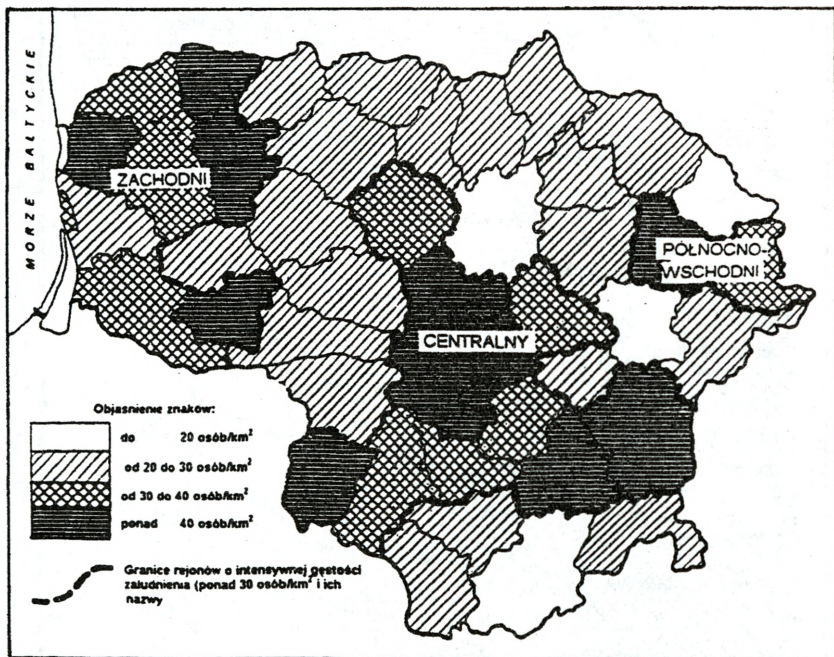 MORZE BAŁTYCKIE
ZACHODNI
PÓŁNOCNO-
WSCHODNI
CENTRALNY
Objaśnienie znaków:
do 20 osób/km²
od 20 do 30 osób/km²
od 30 do 40 osób/km²
ponad 40 osób/km²
Granice rejonów o intensywnej gęstości
zaludnienia (ponad 30 osób/km² i ich
nazwy